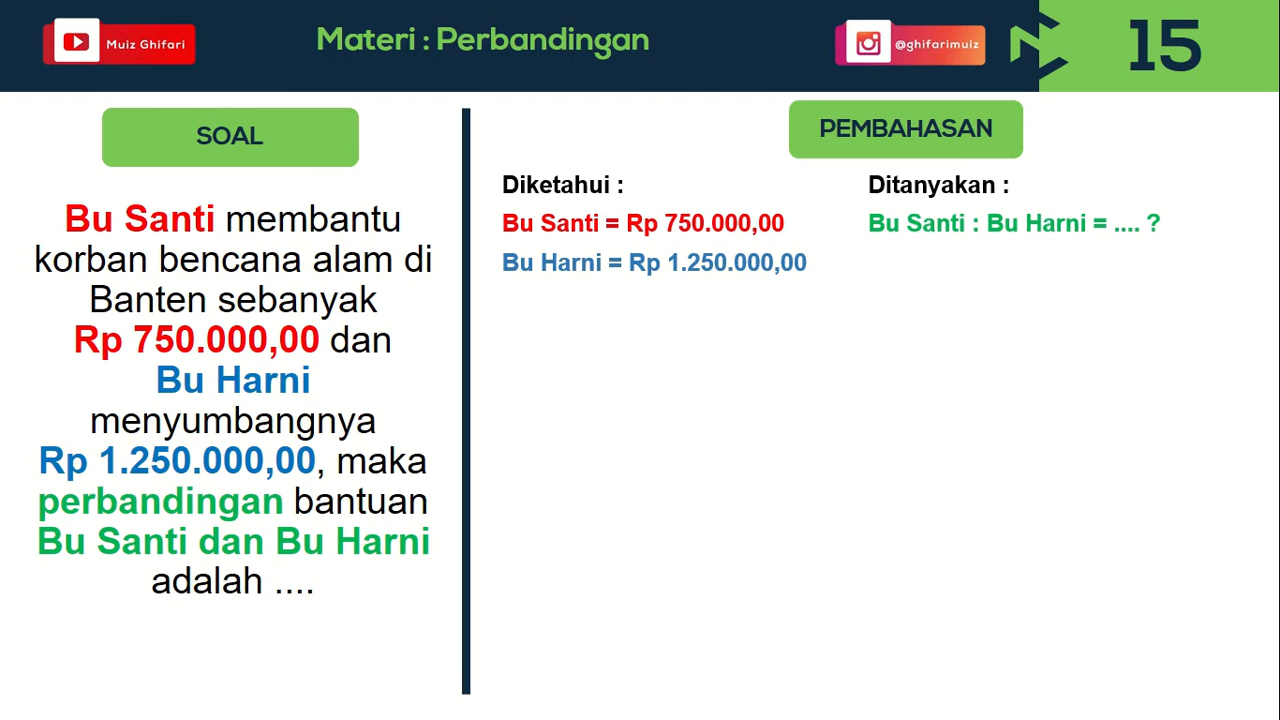 Muiz Ghifari
Materi : Perbandingan
@ghifarimuiz
15
SOAL
Bu Santi membantu
korban bencana alam di
Banten sebanyak
Rp 750.000,00 dan
Bu Harni
menyumbangnya
Rp 1.250.000,00, maka
perbandingan bantuan
Bu Santi dan Bu Harni
adalah ....
PEMBAHASAN
Diketahui :
Bu Santi = Rp 750.000,00
Bu Harni = Rp 1.250.000,00
Ditanyakan :
Bu Santi : Bu Harni = .... ?